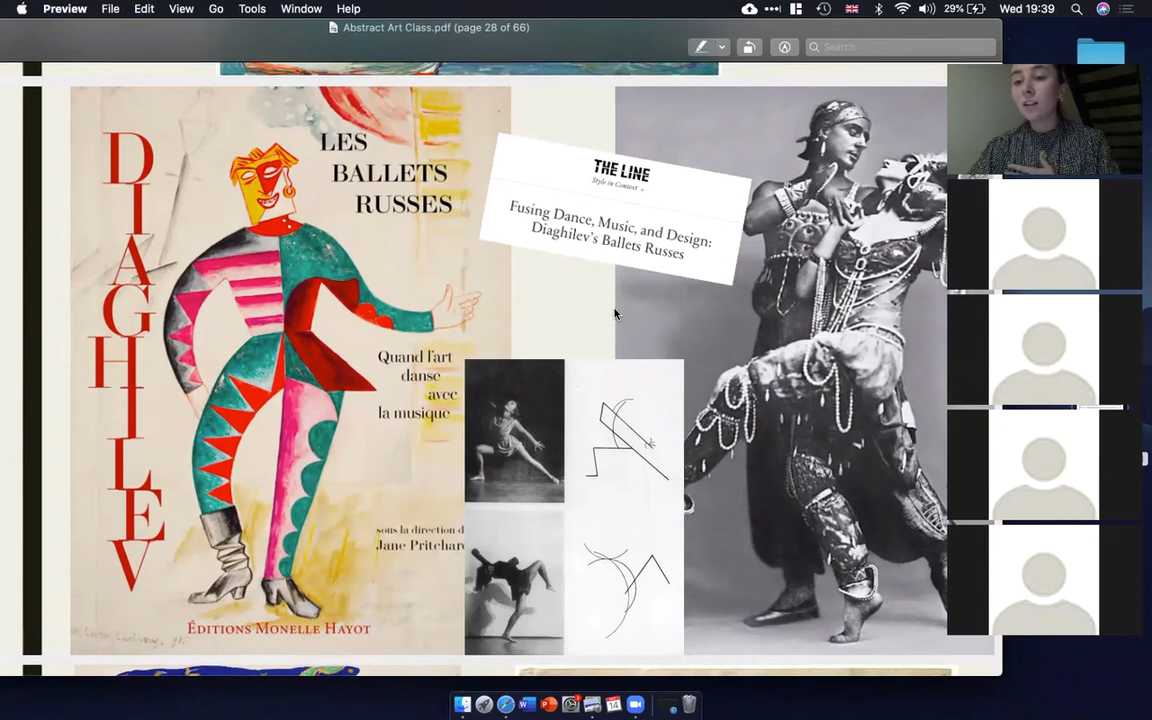 Preview File Edit View Go Tools Window Help
29% Wed 19:39
Abstract Art Class.pdf (page 28 of 66)
Search
DIAGHILEV
LES
BALLETS
RUSSES
Quand l'art
danse
avec
la musique
sous la direction d
Jane Pritchar
ÉDITIONS MONELLE HAYOT
THE LINE
Style in Context
Fusing Dance, Music, and Design:
Diaghilev's Ballets Russes
14